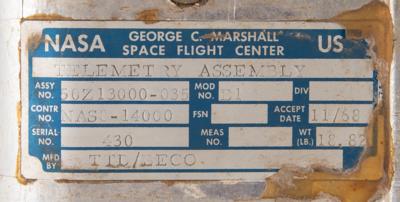 NASA GEORGE C. MARSHALL SPACE FLIGHT CENTER US
TELEMETRY ASSEMBLY
ASSY NO. 50Z13000-035 MOD NO. E1 DIV
CONTR NO. NAS8-14000 FSN ACCEPT DATE 11/68
SERIAL NO. 430 MEAS NO. WT (LB.) 18.82
MFD BY